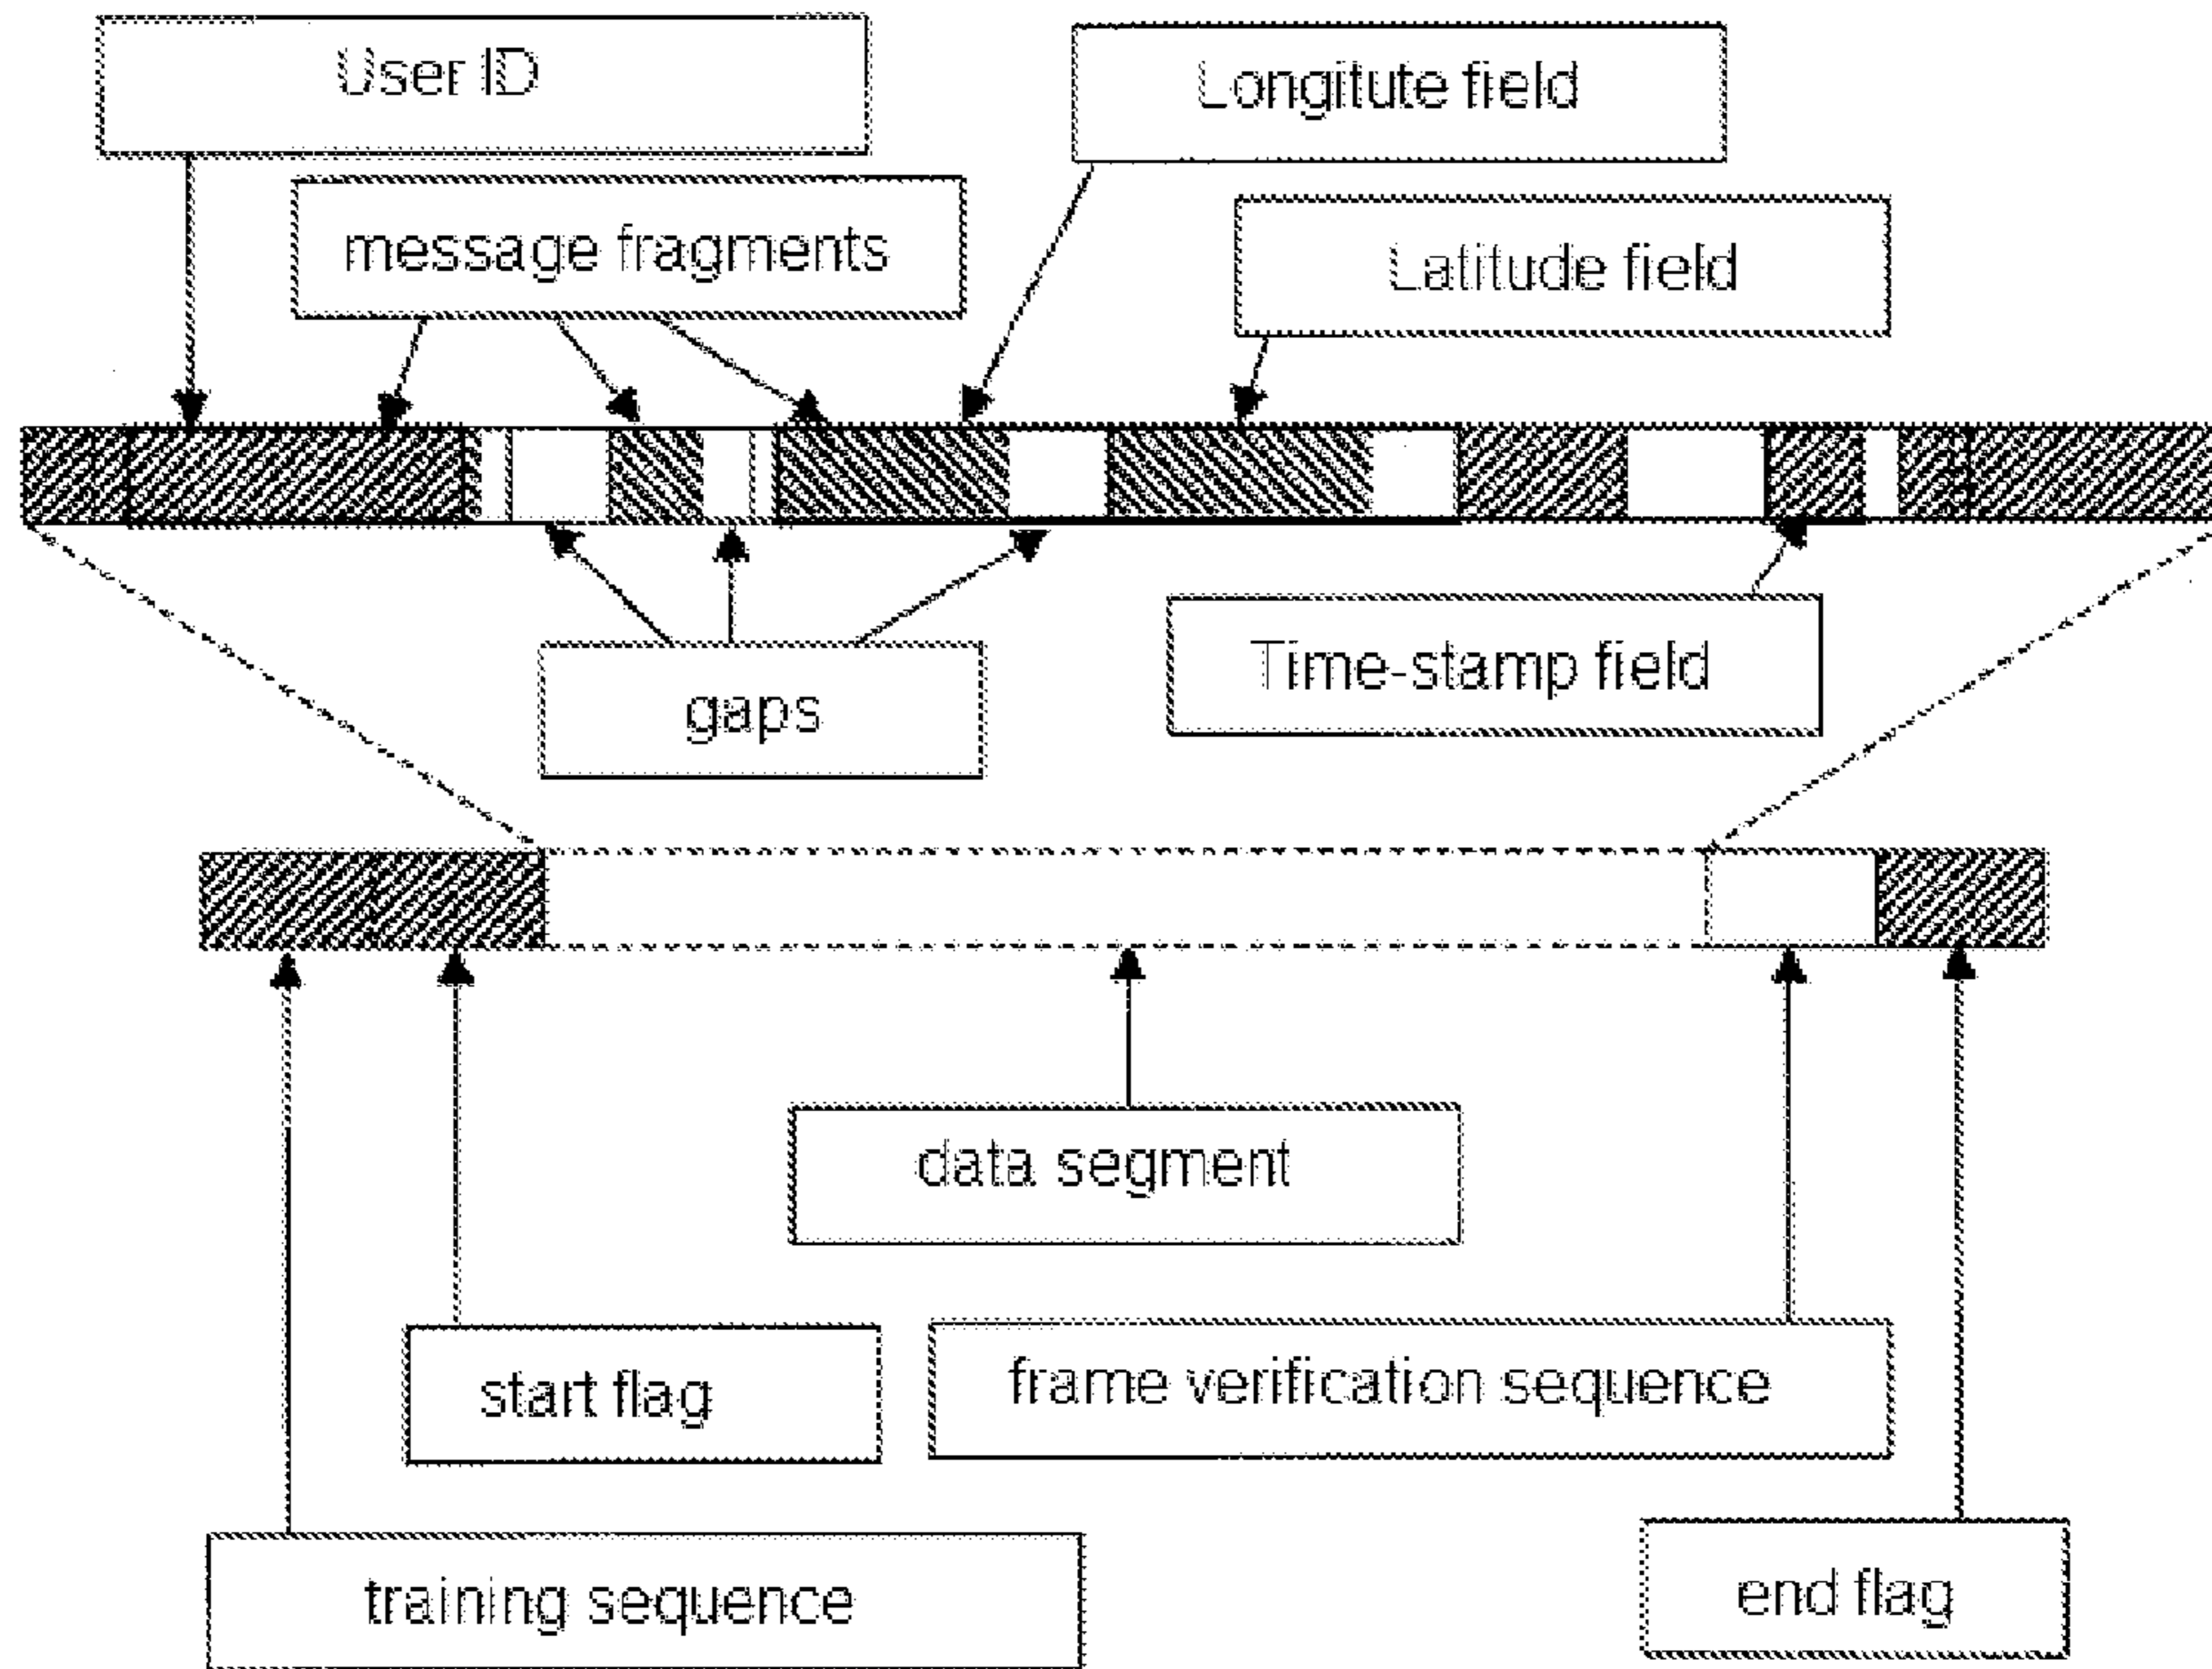 User ID
Longitute field
message fragments
Latitude field
Time-stamp field
gaps
data segment
start flag
frame verification sequence
training sequence
end flag